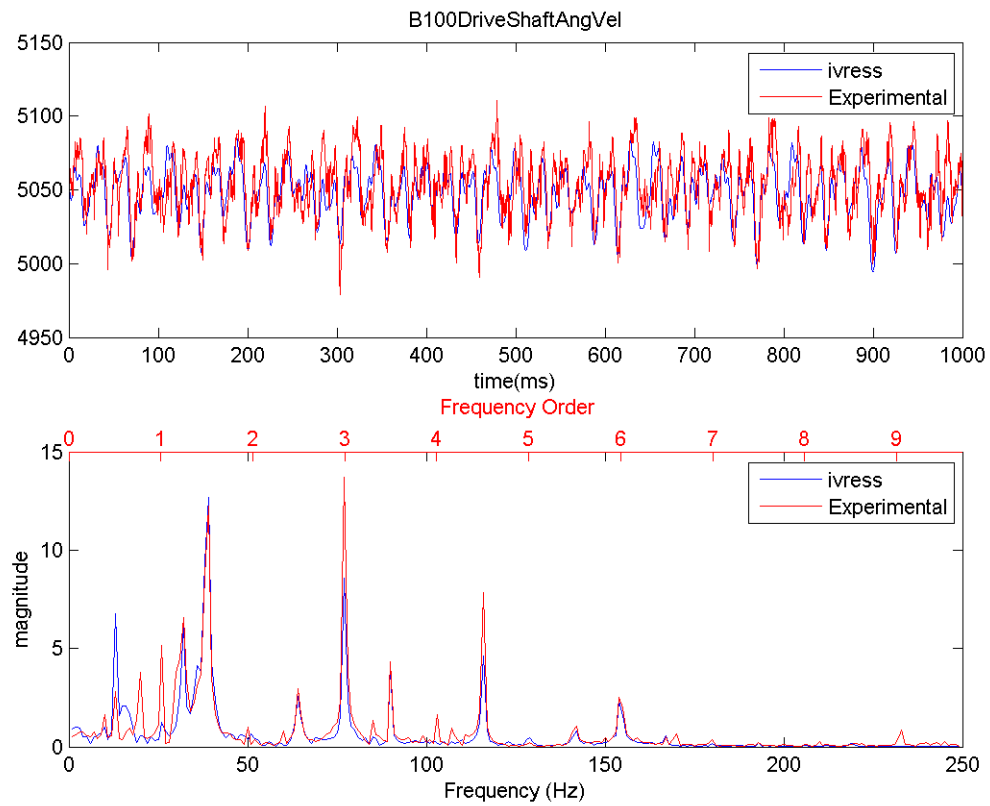 B100DriveShaftAngVel
5150
5100
5050
5000
4950
ivress
Experimental
0 100 200 300 400 500 600 700 800 900 1000
time(ms)
Frequency Order
0 1 2 3 4 5 6 7 8 9
15
10
5
0
magnitude
ivress
Experimental
0 50 100 150 200 250
Frequency (Hz)